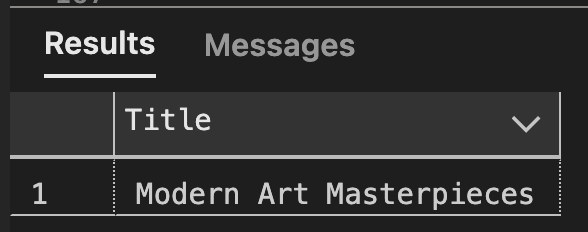 Results Messages
Title
1 Modern Art Masterpieces